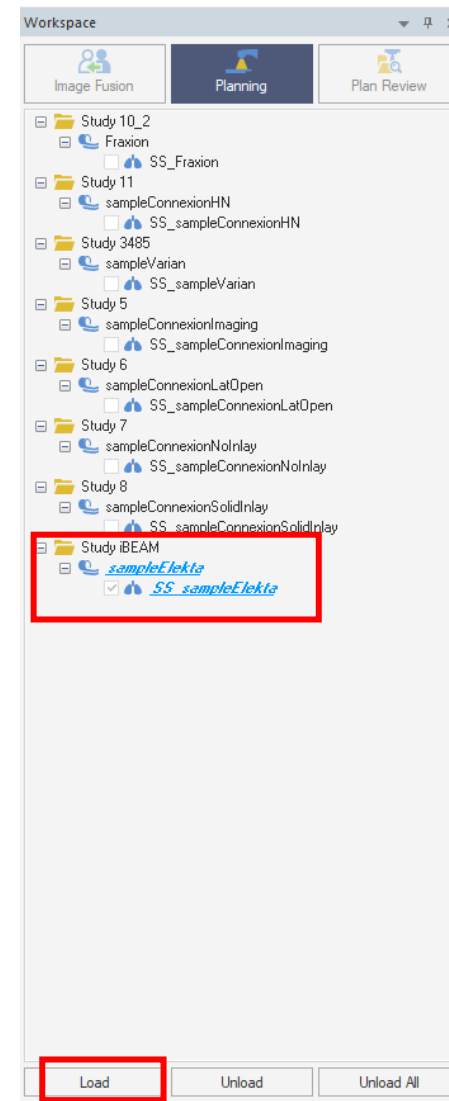 Workspace
Image Fusion
Planning
Plan Review
Study 10_2
Fraxion
SS_Fraxion
Study 11
sampleConnexionHN
SS_sampleConnexionHN
Study 3485
sampleVarian
SS_sampleVarian
Study 5
sampleConnexionImaging
SS_sampleConnexionImaging
Study 6
sampleConnexionLatOpen
SS_sampleConnexionLatOpen
Study 7
sampleConnexionNoInlay
SS_sampleConnexionNoInlay
Study 8
sampleConnexionSolidInlay
SS_sampleConnexionSolidInlay
Study iBEAM
sampleElekta
SS_sampleElekta
Load
Unload
Unload All